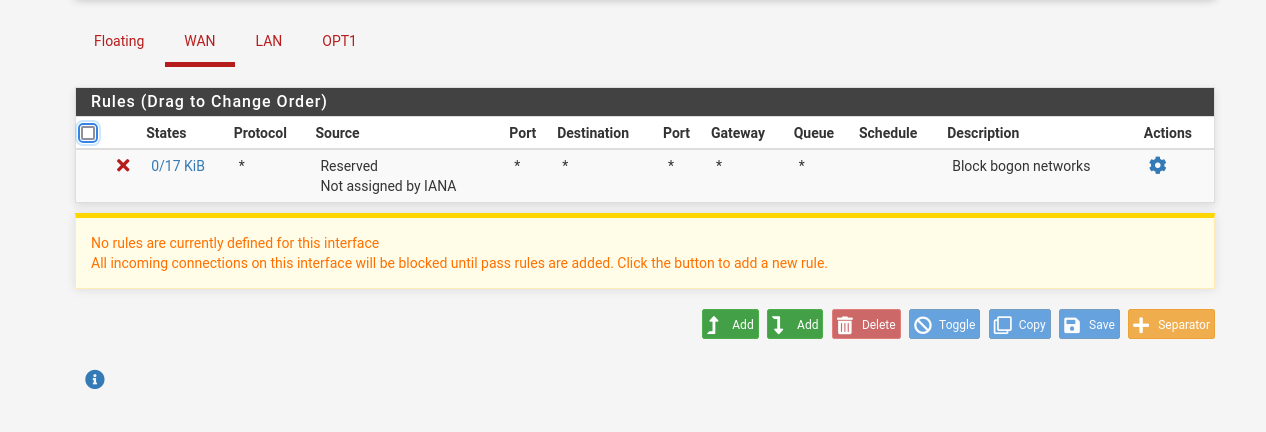 Floating WAN LAN OPT1
Rules (Drag to Change Order)
States Protocol Source Port Destination Port Gateway Queue Schedule Description Actions
0/17 KiB * Reserved * * * * * Block bogon networks
Not assigned by IANA
No rules are currently defined for this interface
All incoming connections on this interface will be blocked until pass rules are added. Click the button to add a new rule.
Add Add Delete Toggle Copy Save Separator